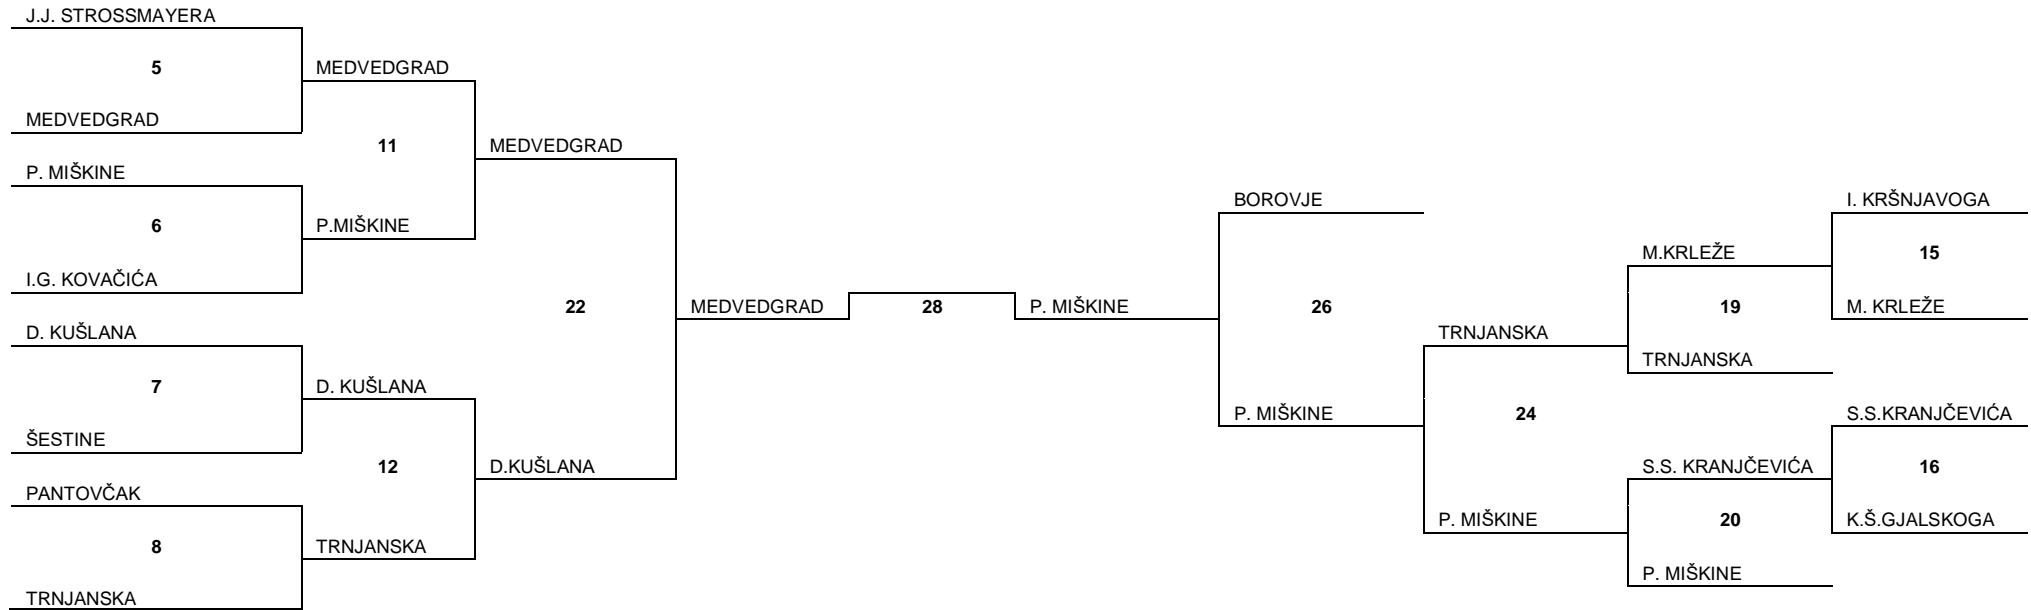 J.J. STROSSMAYERA
5
MEDVEDGRAD
MEDVEDGRAD
11
MEDVEDGRAD
P. MIŠKINE
BOROVJE
I. KRŠNJAVOGA
6
P.MIŠKINE
M.KRLEŽE
15
I.G. KOVAČIĆA
22
MEDVEDGRAD
28
P. MIŠKINE
26
19
M. KRLEŽE
D. KUŠLANA
TRNJANSKA
TRNJANSKA
7
D. KUŠLANA
P. MIŠKINE
24
S.S.KRANJČEVIĆA
ŠESTINE
12
D.KUŠLANA
S.S. KRANJČEVIĆA
16
PANTOVČAK
P. MIŠKINE
20
K.Š.GJALSKOGA
8
TRNJANSKA
P. MIŠKINE
TRNJANSKA